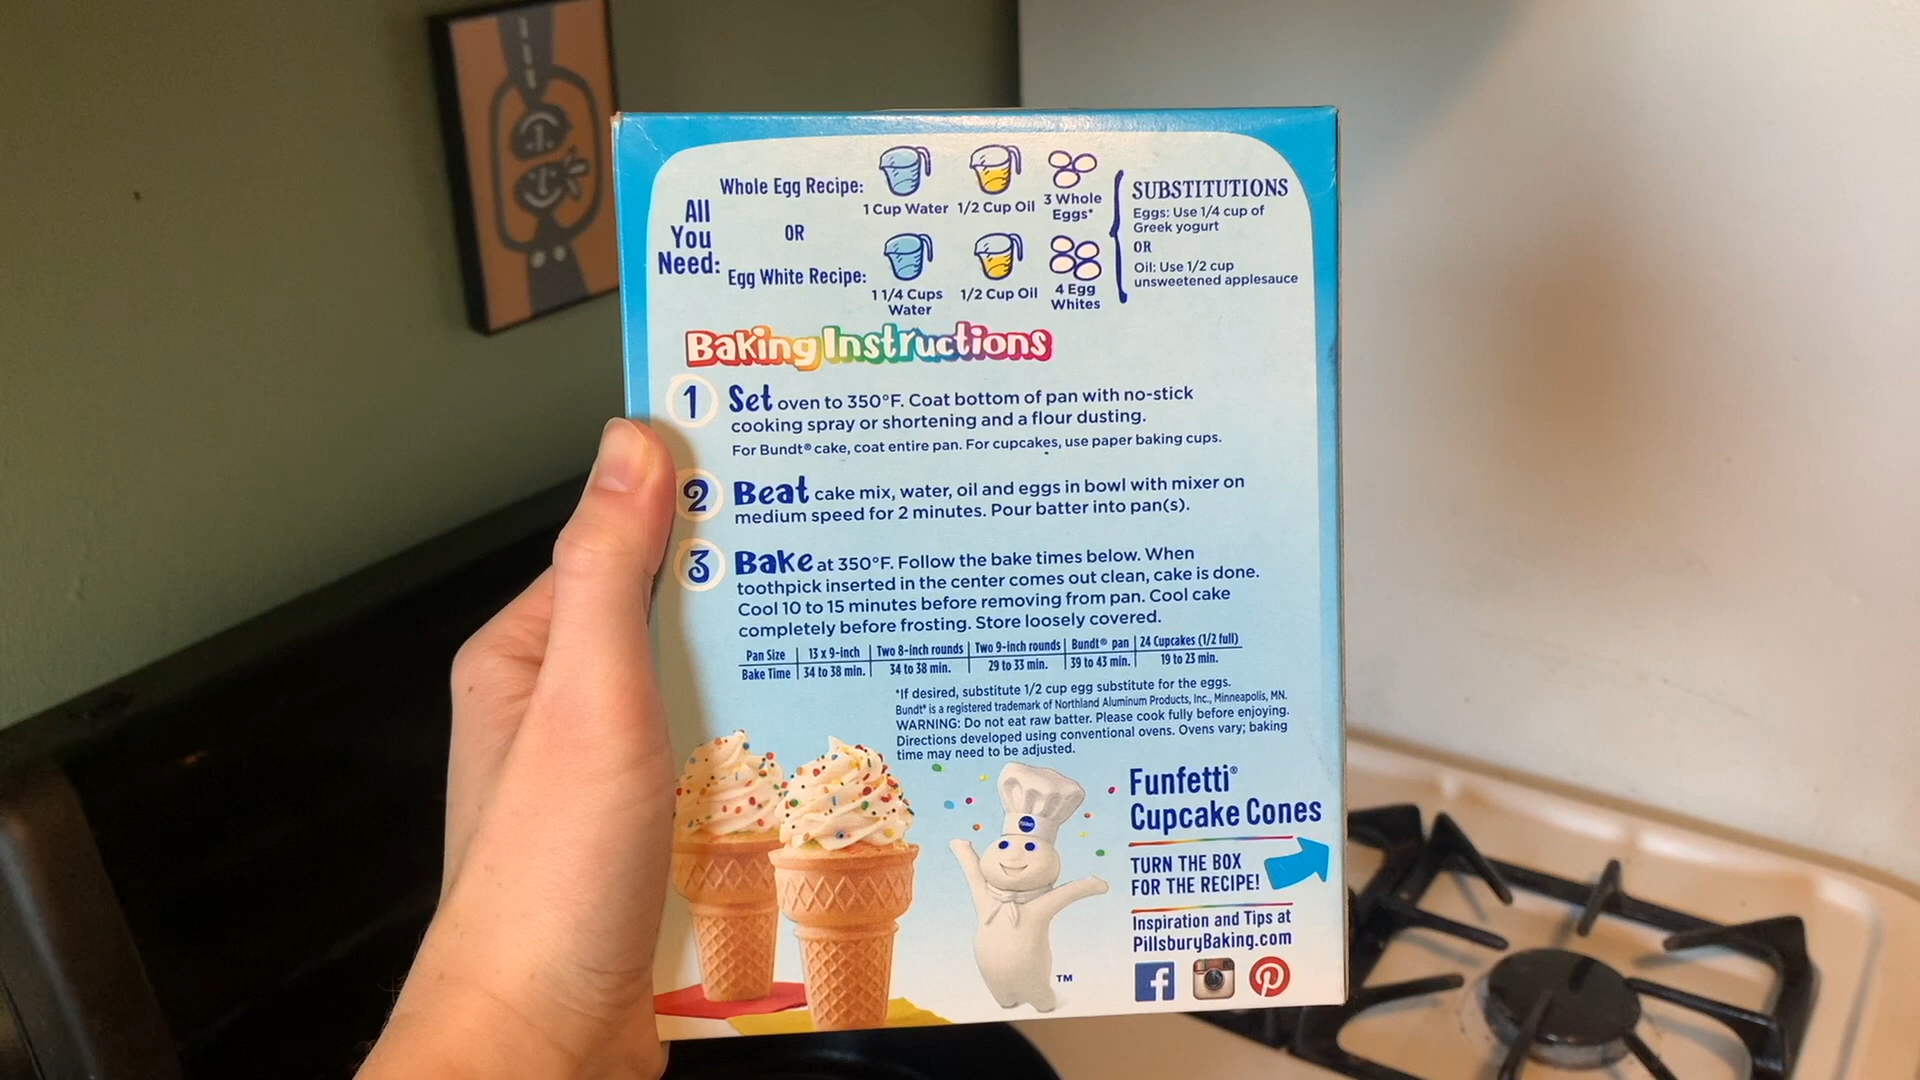 All
You
Need:
Whole Egg Recipe:
1 Cup Water
1/2 Cup Oil
3 Whole
Eggs*
OR
Egg White Recipe:
1 1/4 Cups
Water
1/2 Cup Oil
4 Egg
Whites
SUBSTITUTIONS
Eggs: Use 1/4 cup of
Greek yogurt
OR
Oil: Use 1/2 cup
unsweetened applesauce
Baking Instructions
1 Set oven to 350°F. Coat bottom of pan with no-stick
cooking spray or shortening and a flour dusting.
For Bundt® cake, coat entire pan. For cupcakes, use paper baking cups.
2 Beat cake mix, water, oil and eggs in bowl with mixer on
medium speed for 2 minutes. Pour batter into pan(s).
3 Bake at 350°F. Follow the bake times below. When
toothpick inserted in the center comes out clean, cake is done.
Cool 10 to 15 minutes before removing from pan. Cool cake
completely before frosting. Store loosely covered.
Pan Size | 13 x 9-inch | Two 8-inch rounds | Two 9-inch rounds | Bundt® pan | 24 Cupcakes (1/2 full)
Bake Time | 34 to 38 min. | 34 to 38 min. | 29 to 33 min. | 39 to 43 min. | 19 to 23 min.
*If desired, substitute 1/2 cup egg substitute for the eggs.
Bundt® is a registered trademark of Northland Aluminum Products, Inc., Minneapolis, MN.
WARNING: Do not eat raw batter. Please cook fully before enjoying.
Directions developed using conventional ovens. Ovens vary; baking
time may need to be adjusted.
Funfetti®
Cupcake Cones
TURN THE BOX
FOR THE RECIPE!
Inspiration and Tips at
PillsburyBaking.com
TM